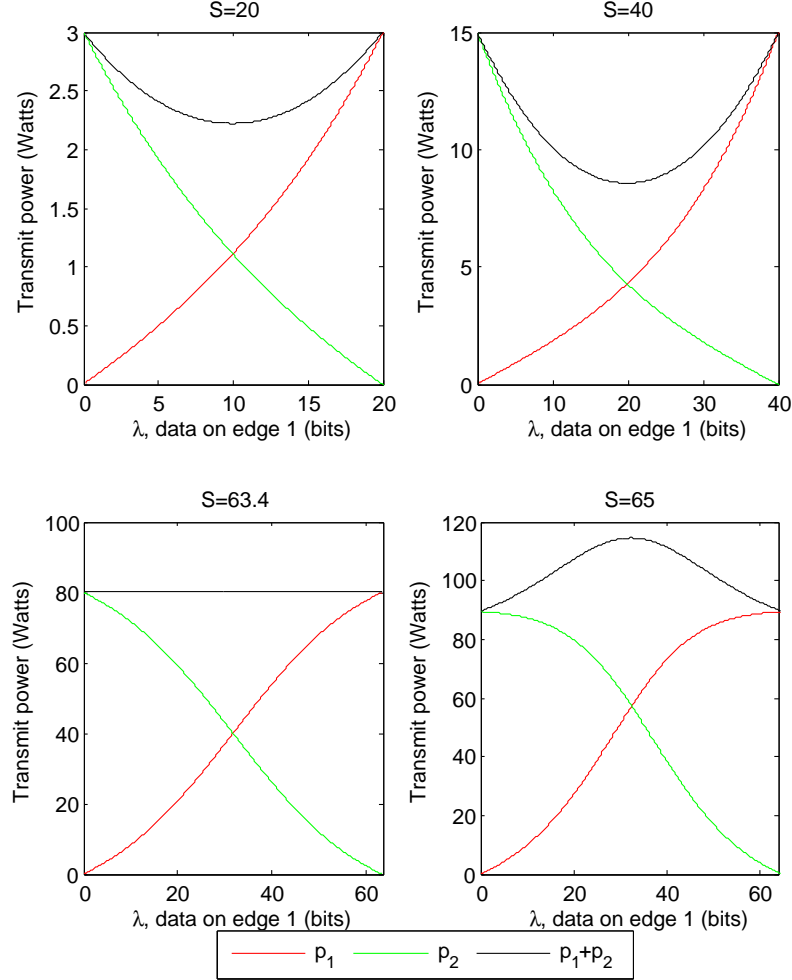 S=20
Transmit power (Watts)
3
2.5
2
1.5
1
0.5
0
0 5 10 15 20
λ, data on edge 1 (bits)
S=40
Transmit power (Watts)
15
10
5
0
0 10 20 30 40
λ, data on edge 1 (bits)
S=63.4
Transmit power (Watts)
100
80
60
40
20
0
0 20 40 60
λ, data on edge 1 (bits)
S=65
Transmit power (Watts)
120
100
80
60
40
20
0
0 20 40 60
λ, data on edge 1 (bits)
p₁ p₂ p₁+p₂